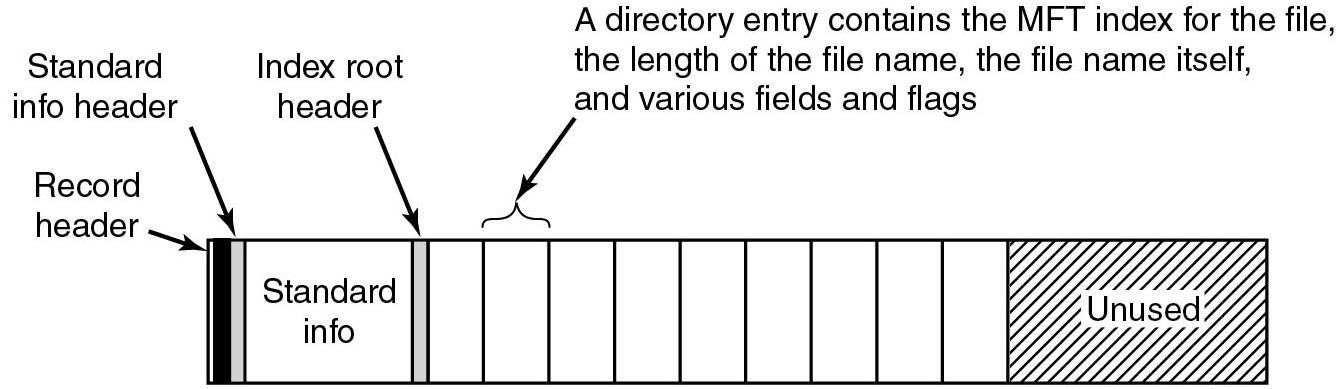 A directory entry contains the MFT index for the file,
the length of the file name, the file name itself,
and various fields and flags
Standard
info header
Index root
header
Record
header
Standard
info
Unused